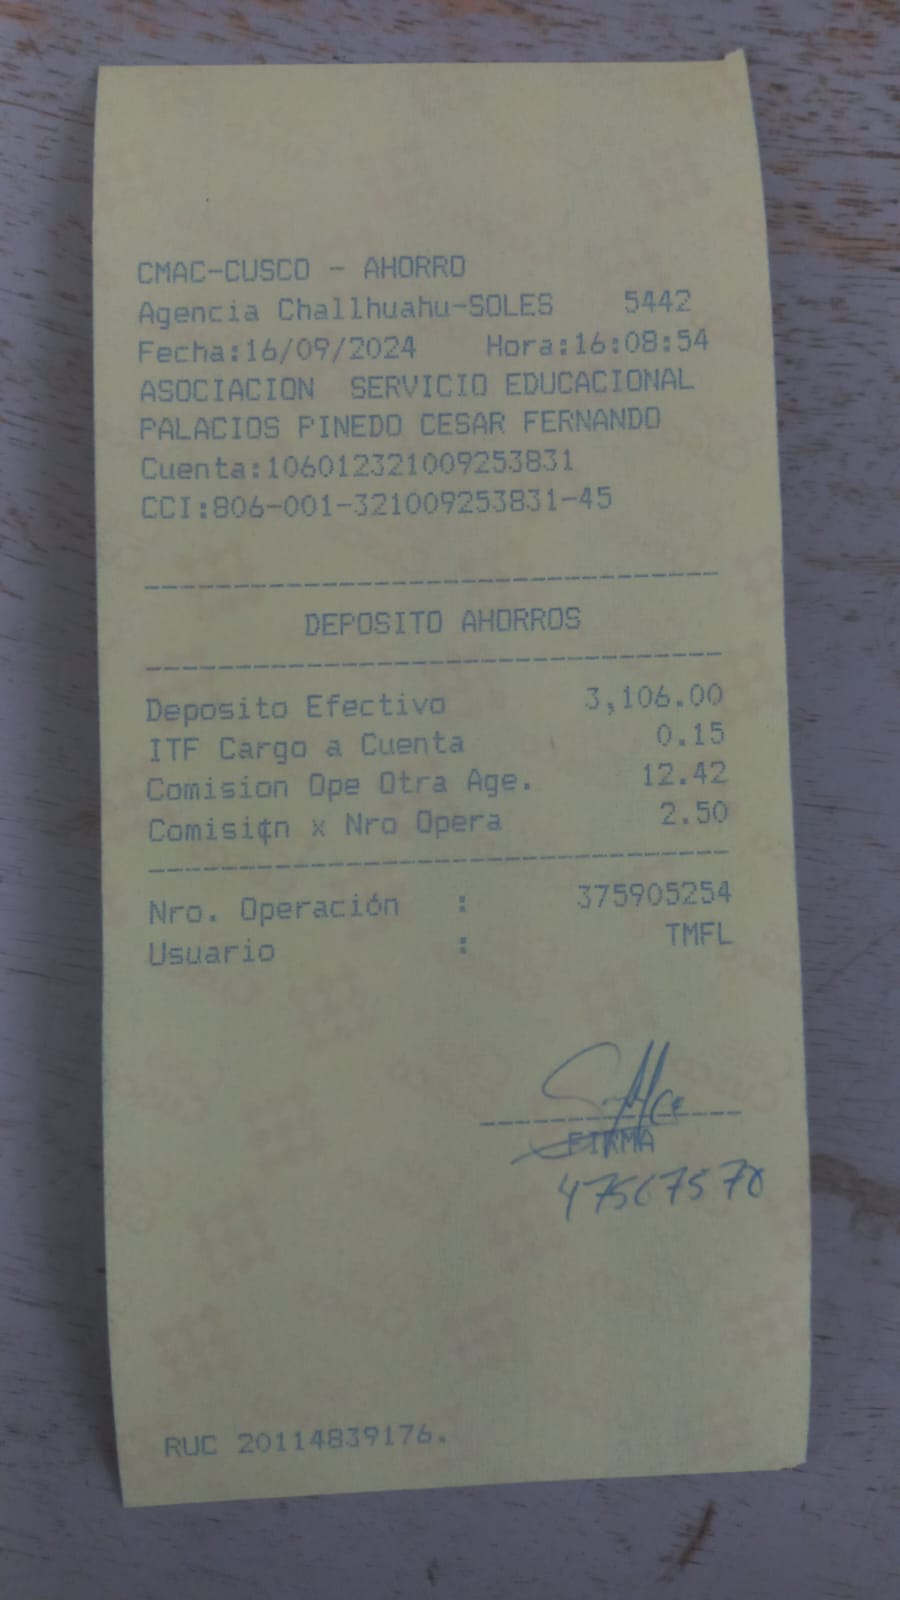 CMAC-CUSCO - AHORRO
Agencia Challhuahu-SOLES 5442
Fecha:16/09/2024 Hora:16:08:54
ASOCIACION SERVICIO EDUCACIONAL
PALACIOS PINEDO CESAR FERNANDO
Cuenta:106012321009253831
CCI:806-001-321009253831-45
DEPOSITO AHORROS
Deposito Efectivo 3,106.00
ITF Cargo a Cuenta 0.15
Comision Ope Otra Age. 12.42
Comisi¢n x Nro Opera 2.50
Nro. Operación : 375905254
Usuario : TMFL
FIRMA
RUC 20114839176.